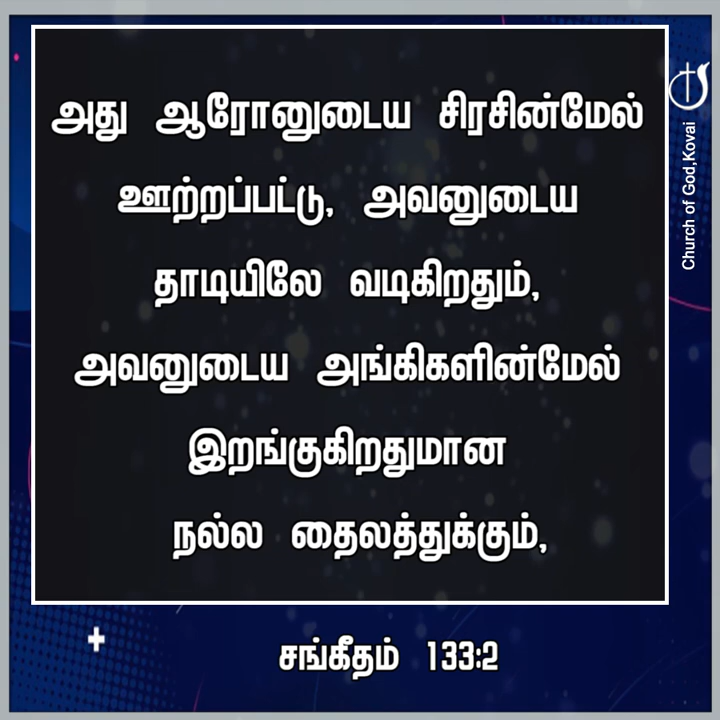 அது ஆரோனுடைய சிரசின்மேல்
ஊற்றப்பட்டு, அவனுடைய
தாடியிலே வடிகிறதும்,
அவனுடைய அங்கிகளின்மேல்
இறங்குகிறதுமான
நல்ல தைலத்துக்கும்,
சங்கீதம் 133:2
Church of God,Kovai